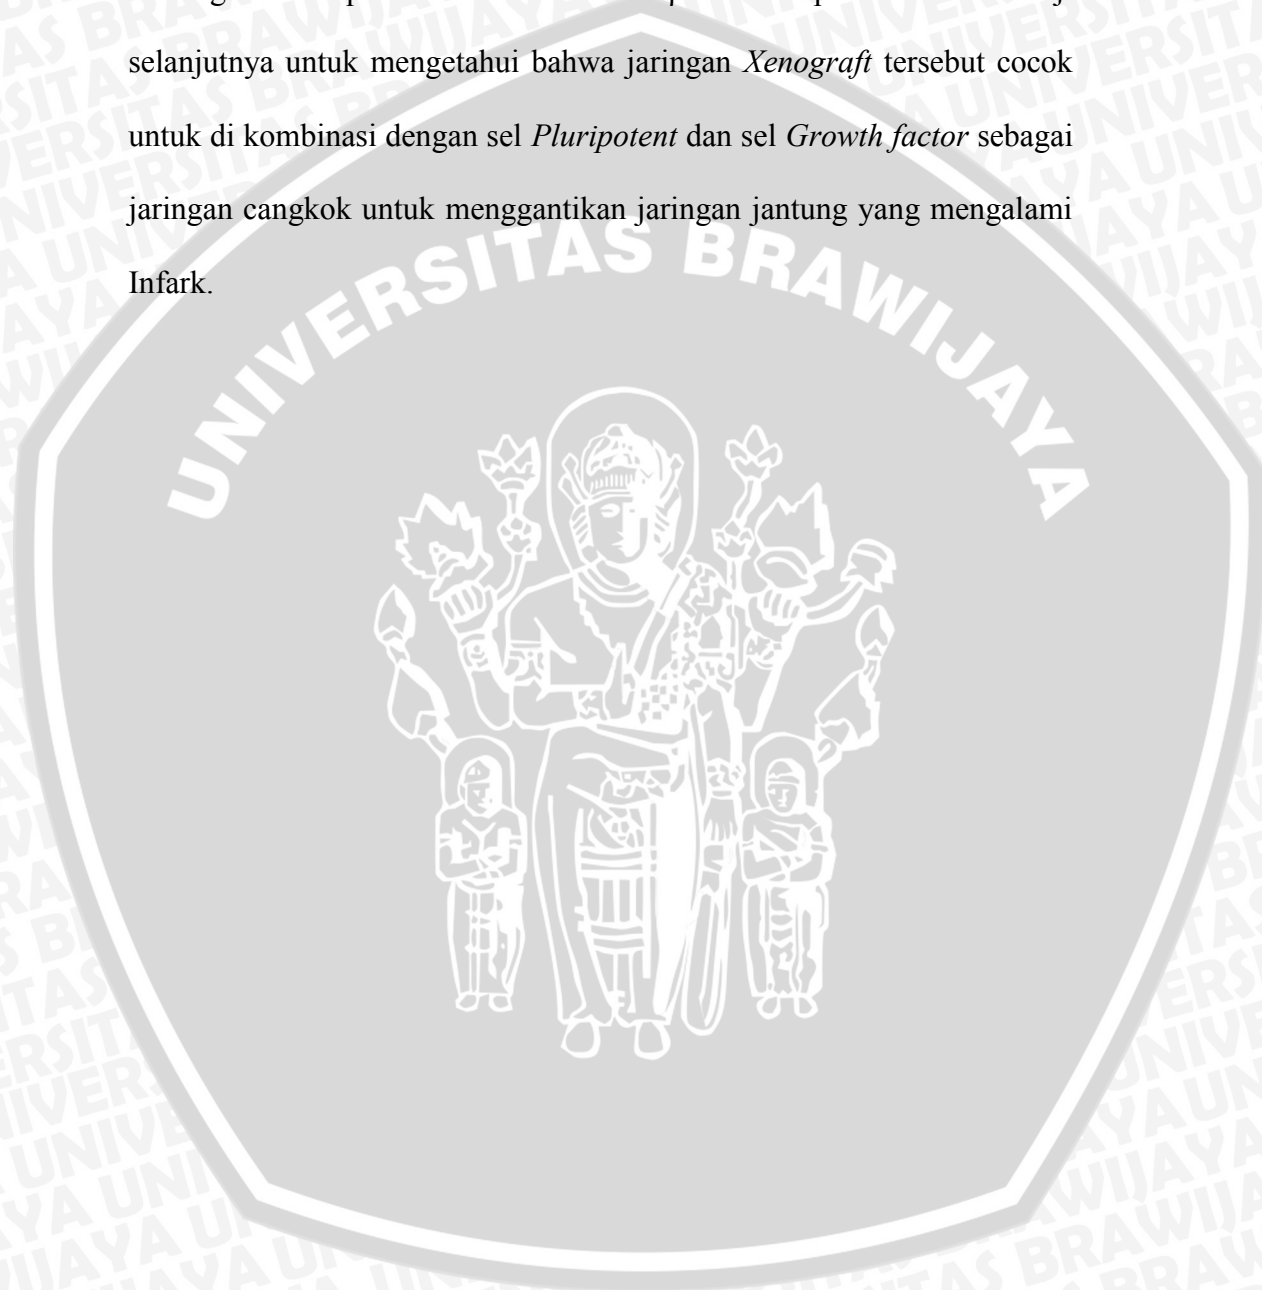 selanjutnya untuk mengetahui bahwa jaringan Xenograft tersebut cocok
untuk di kombinasi dengan sel Pluripotent dan sel Growth factor sebagai
jaringan cangkok untuk menggantikan jaringan jantung yang mengalami
Infark.
UNIVERSITAS BRAWIJAYA